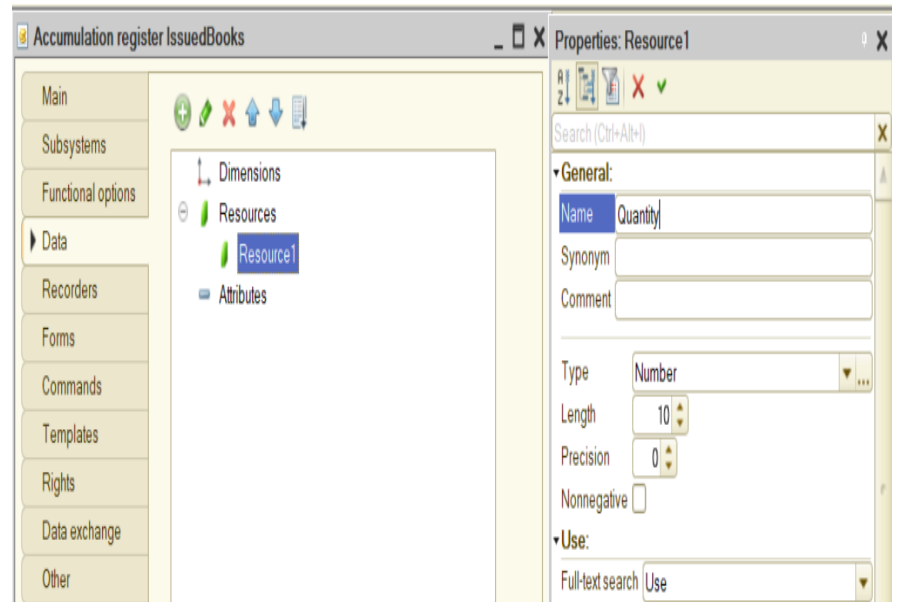 Accumulation register IssuedBooks
Main
Subsystems
Functional options
Data
Recorders
Forms
Commands
Templates
Rights
Data exchange
Other
Dimensions
Resources
Resource1
Attributes
Properties: Resource1
Search (Ctrl+Alt+I)
General:
Name Quantity
Synonym
Comment
Type Number ...
Length 10
Precision 0
Nonnegative
Use:
Full-text search Use